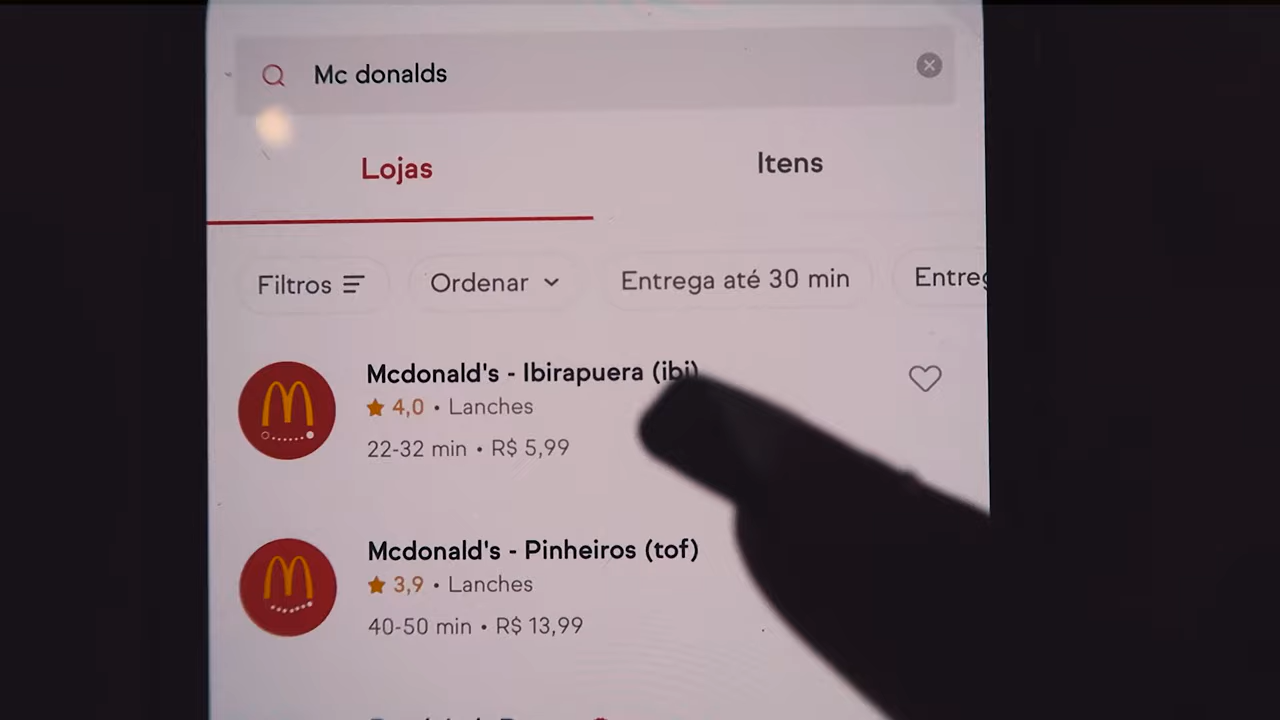 Mc donalds
Lojas
Itens
Filtros
Ordenar
Entrega até 30 min
Entreg
Mcdonald's - Ibirapuera (ibi)
4,0 • Lanches
22-32 min • R$ 5,99
Mcdonald's - Pinheiros (tof)
3,9 • Lanches
40-50 min • R$ 13,99